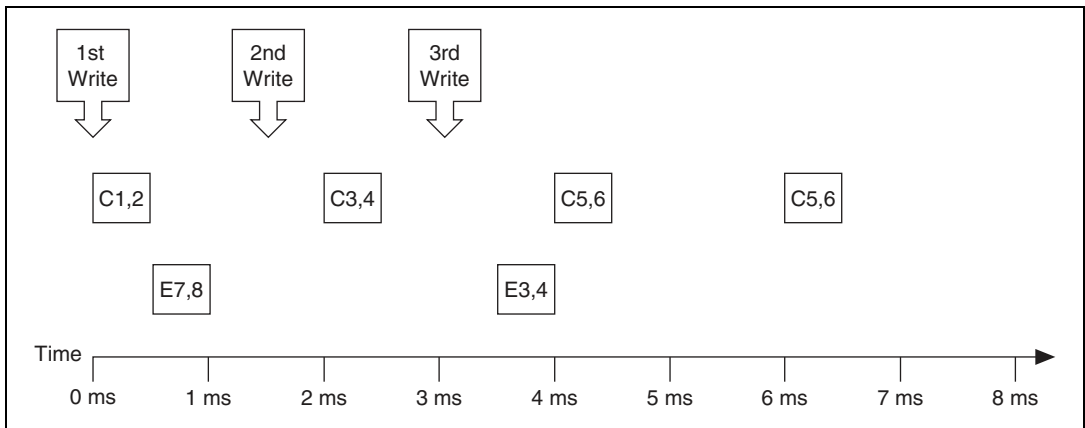 1st
Write
2nd
Write
3rd
Write
C1,2
C3,4
C5,6
C5,6
E7,8
E3,4
Time
0 ms
1 ms
2 ms
3 ms
4 ms
5 ms
6 ms
7 ms
8 ms